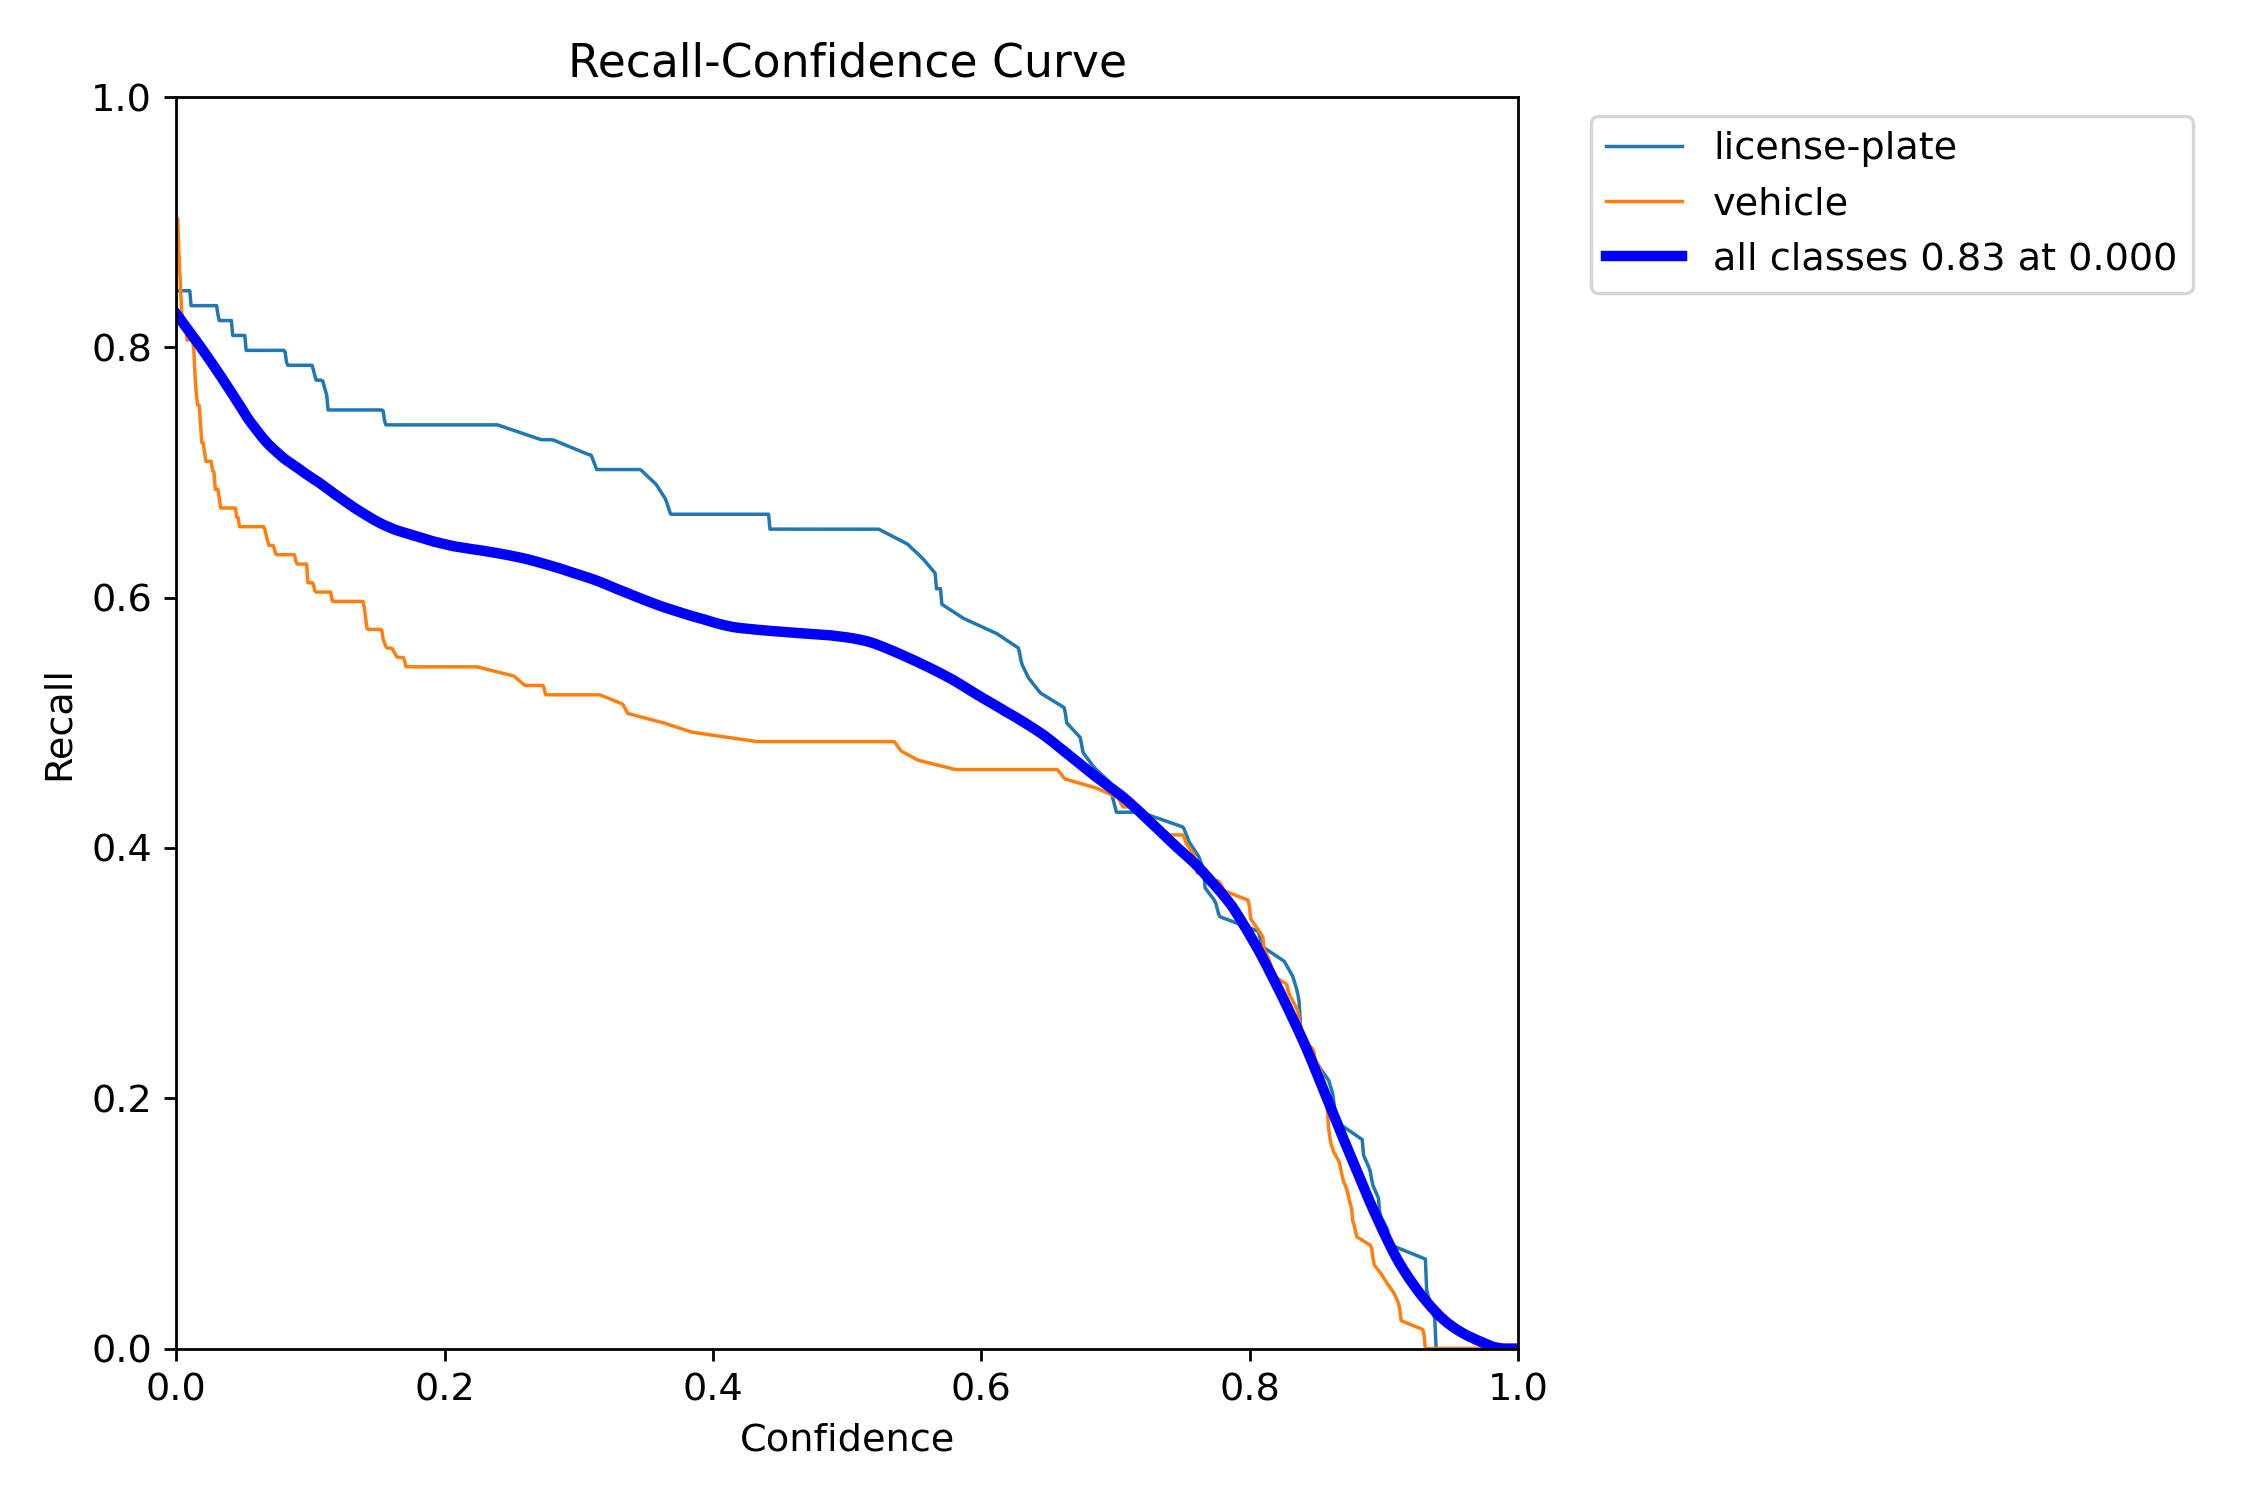 Recall-Confidence Curve
1.0
0.8
0.6
0.4
0.2
0.0
Recall
0.0 0.2 0.4 0.6 0.8 1.0
Confidence
license-plate
vehicle
all classes 0.83 at 0.000